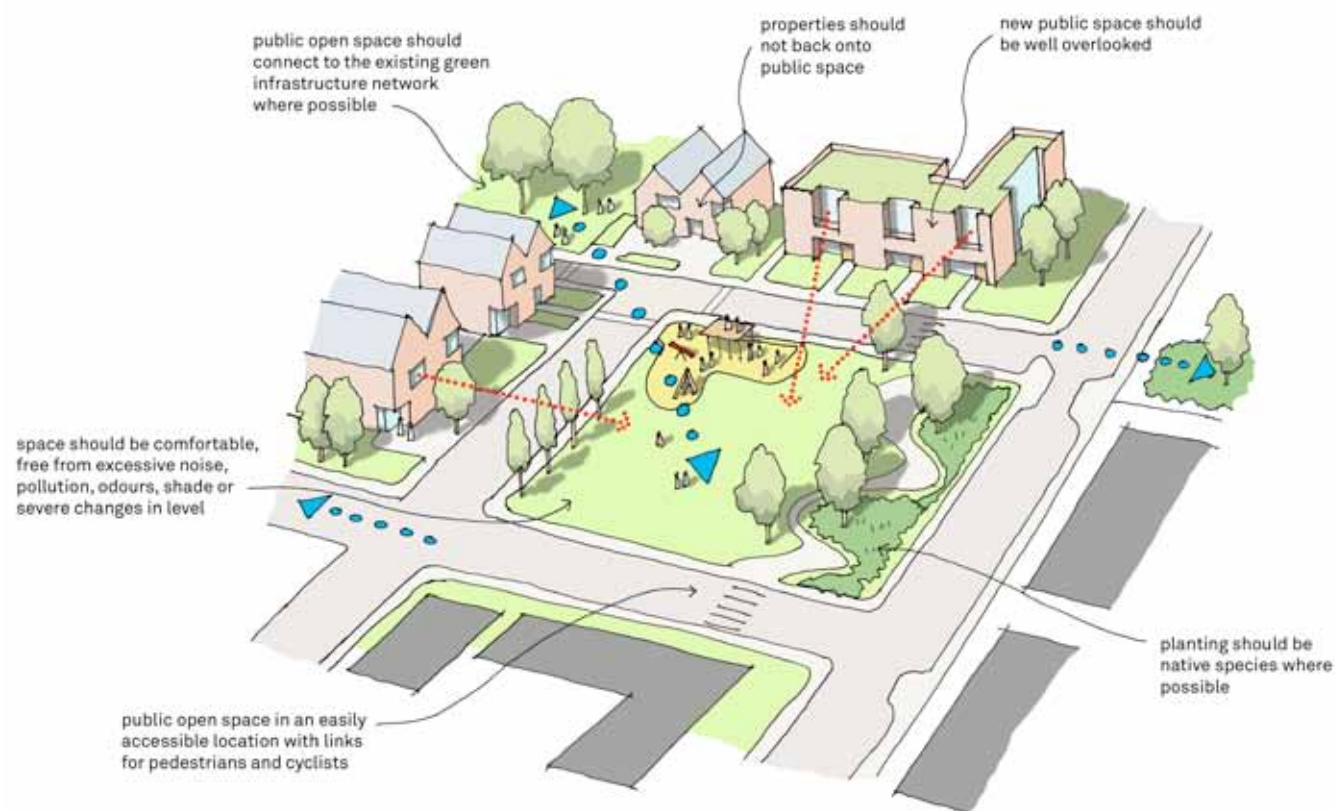 public open space should
connect to the existing green
infrastructure network
where possible
properties should
not back onto
public space
new public space should
be well overlooked
space should be comfortable,
free from excessive noise,
pollution, odours, shade or
severe changes in level
planting should be
native species where
possible
public open space in an easily
accessible location with links
for pedestrians and cyclists